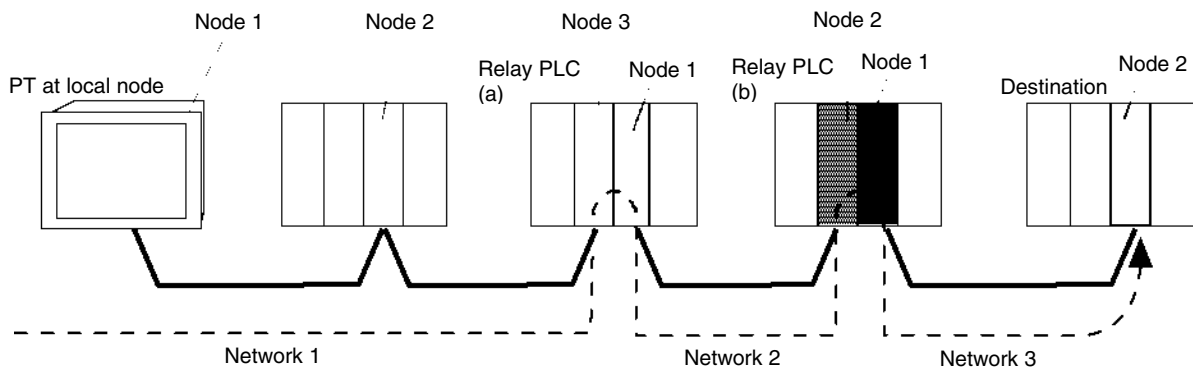 Node 1
Node 2
Node 3
Node 2
PT at local node
Relay PLC
(a)
Node 1
Relay PLC
(b)
Node 1
Destination
Node 2
Network 1
Network 2
Network 3